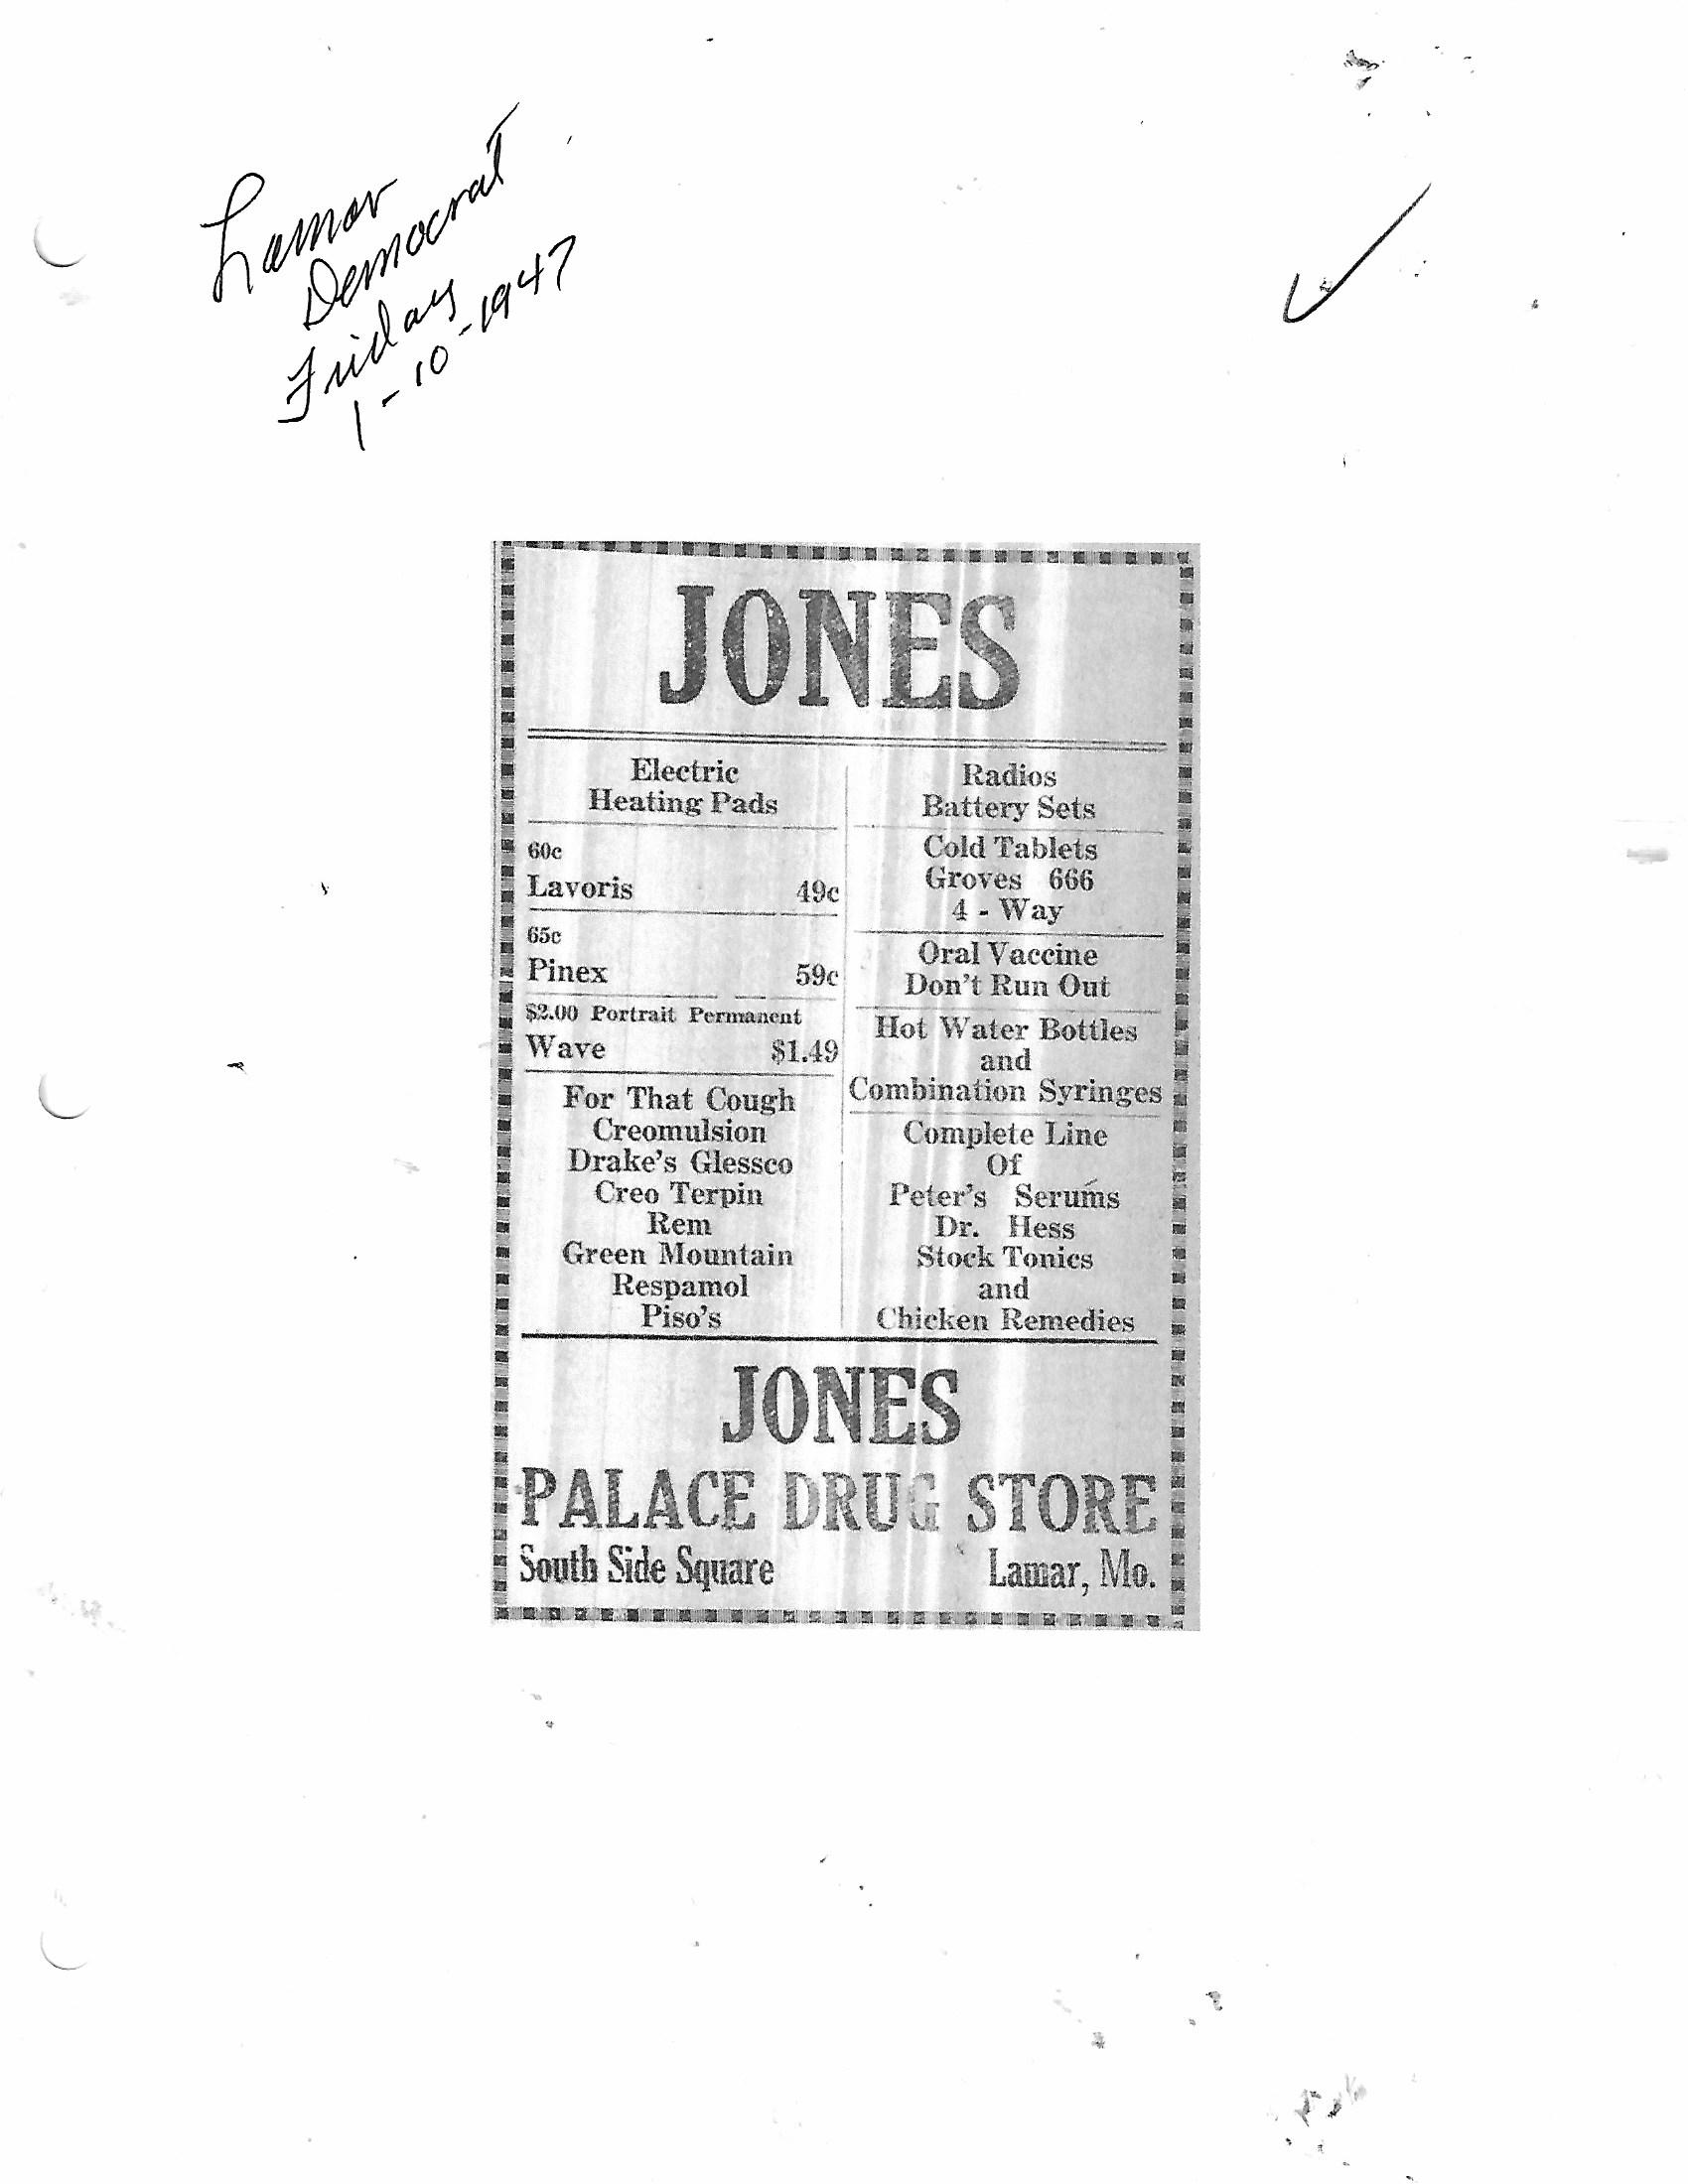 Lamar
Democrat
Friday
1-10-1947
JONES
Electric
Heating Pads
60c
Lavoris 49c
65c
Pinex 59c
$2.00 Portrait Permanent
Wave $1.49
For That Cough
Creomulsion
Drake's Glessco
Creo Terpin
Rem
Green Mountain
Respamol
Piso's
Radios
Battery Sets
Cold Tablets
Groves 666
4 - Way
Oral Vaccine
Don't Run Out
Hot Water Bottles
and
Combination Syringes
Complete Line
Of
Peter's Serums
Dr. Hess
Stock Tonics
and
Chicken Remedies
JONES
PALACE DRUG STORE
South Side Square Lamar, Mo.